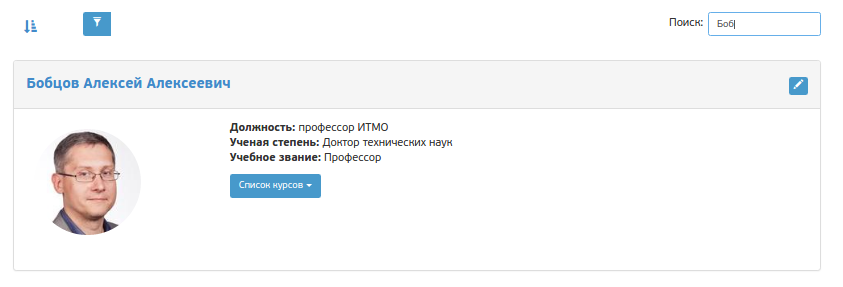 Поиск: Боб
Бобцов Алексей Алексеевич
Должность: профессор ИТМО
Ученая степень: Доктор технических наук
Учебное звание: Профессор
Список курсов